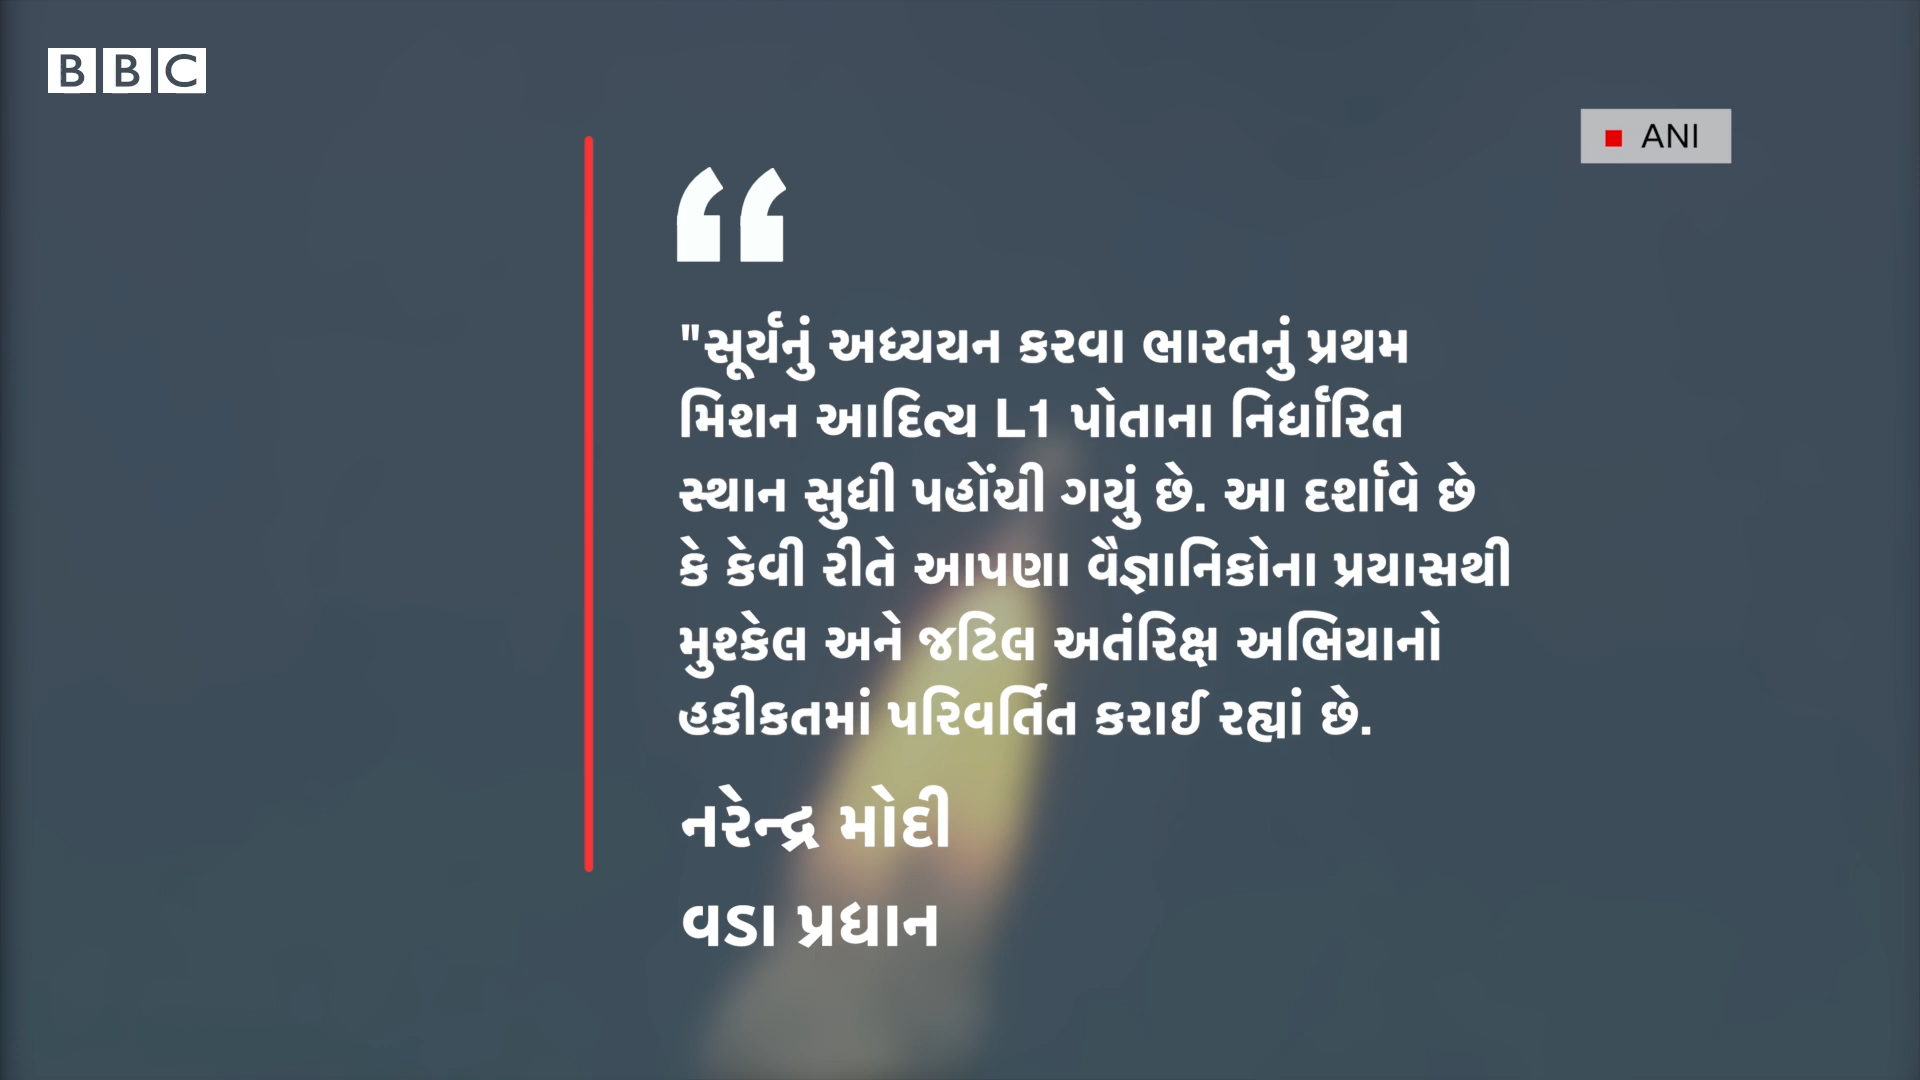 BBC
ANI
"સૂર્યનું અધ્યયન કરવા ભારતનું પ્રથમ
મિશન આદિત્ય L1 પોતાના નિર્ધારિત
સ્થાન સુધી પહોંચી ગયું છે. આ દર્શાવે છે
કે કેવી રીતે આપણા વૈજ્ઞાનિકોના પ્રયાસથી
મુશ્કેલ અને જટિલ અતંરિક્ષ અભિયાનો
હકીકતમાં પરિવર્તિત કરાઈ રહ્યાં છે.
નરેન્દ્ર મોદી
વડા પ્રધાન